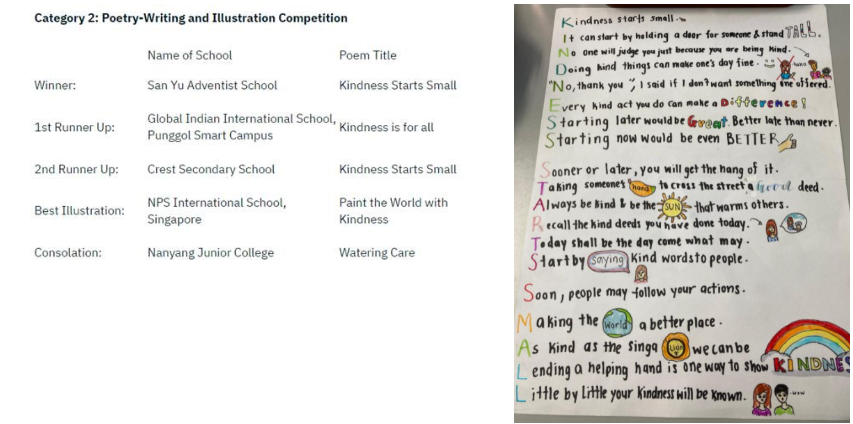 Category 2: Poetry-Writing and Illustration Competition
Name of School Poem Title
Winner: San Yu Adventist School Kindness Starts Small
1st Runner Up: Global Indian International School, Punggol Smart Campus Kindness is for all
2nd Runner Up: Crest Secondary School Kindness Starts Small
Best Illustration: NPS International School, Singapore Paint the World with Kindness
Consolation: Nanyang Junior College Watering Care
Kindness starts small.
It can start by holding a door for someone & stand TALL.
No one will judge you just because you are being kind.
Doing kind things can make one's day fine.
"No, thank you", I said if I don't want something one offered.
Every kind act you do can make a Difference!
Starting later would be Great. Better late than never.
Starting now would be even BETTER
Sooner or later, you will get the hang of it.
Taking someone's hand to cross the street a Good deed.
Always be kind & be the SUN that warms others.
Recall the kind deeds you have done today.
Today shall be the day come what may.
Start by saying kind words to people.
Soon, people may follow your actions.
Making the World a better place.
As kind as the Singa Lion we can be
Lending a helping hand is one way to show KINDNES
Little by little your kindness will be known.